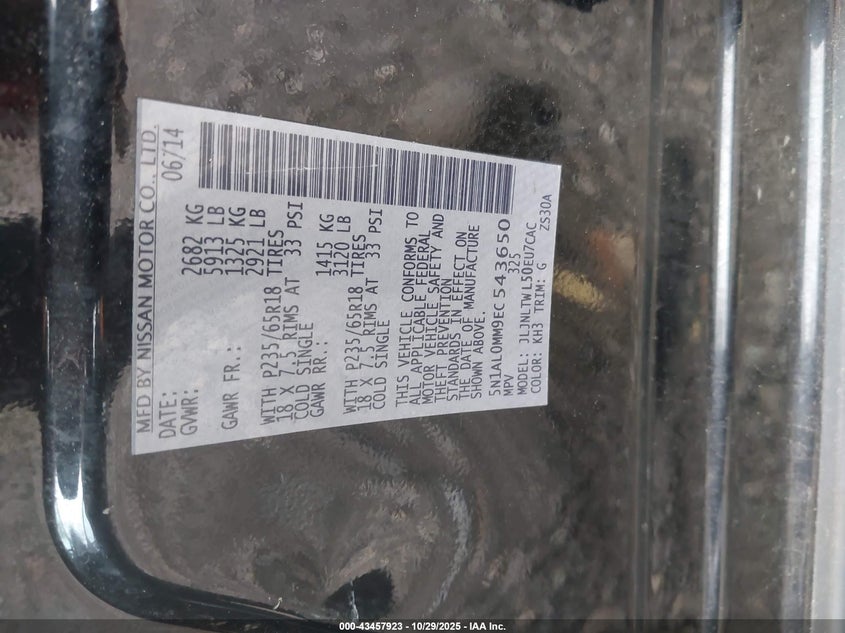 MFD BY NISSAN MOTOR CO., LTD.
DATE: 06/14
GVWR: 2682 KG
5913 LB
GAWR FR.: 1325 KG
2921 LB
WITH P235/65R18 TIRES
18 X 7.5 RIMS AT 33 PSI
COLD SINGLE
GAWR RR.: 1415 KG
3120 LB
WITH P235/65R18 TIRES
18 X 7.5 RIMS AT 33 PSI
COLD SINGLE
THIS VEHICLE CONFORMS TO
ALL APPLICABLE FEDERAL
MOTOR VEHICLE SAFETY AND
THEFT PREVENTION
STANDARDS IN EFFECT ON
THE DATE OF MANUFACTURE
SHOWN ABOVE.
5N1AL0MM9EC543650
MPV 325
MODEL: JLJNLTWL50EU7CAC
COLOR: KH3 TRIM: G ZS30A
000-43457923 - 10/29/2025 - IAA Inc.